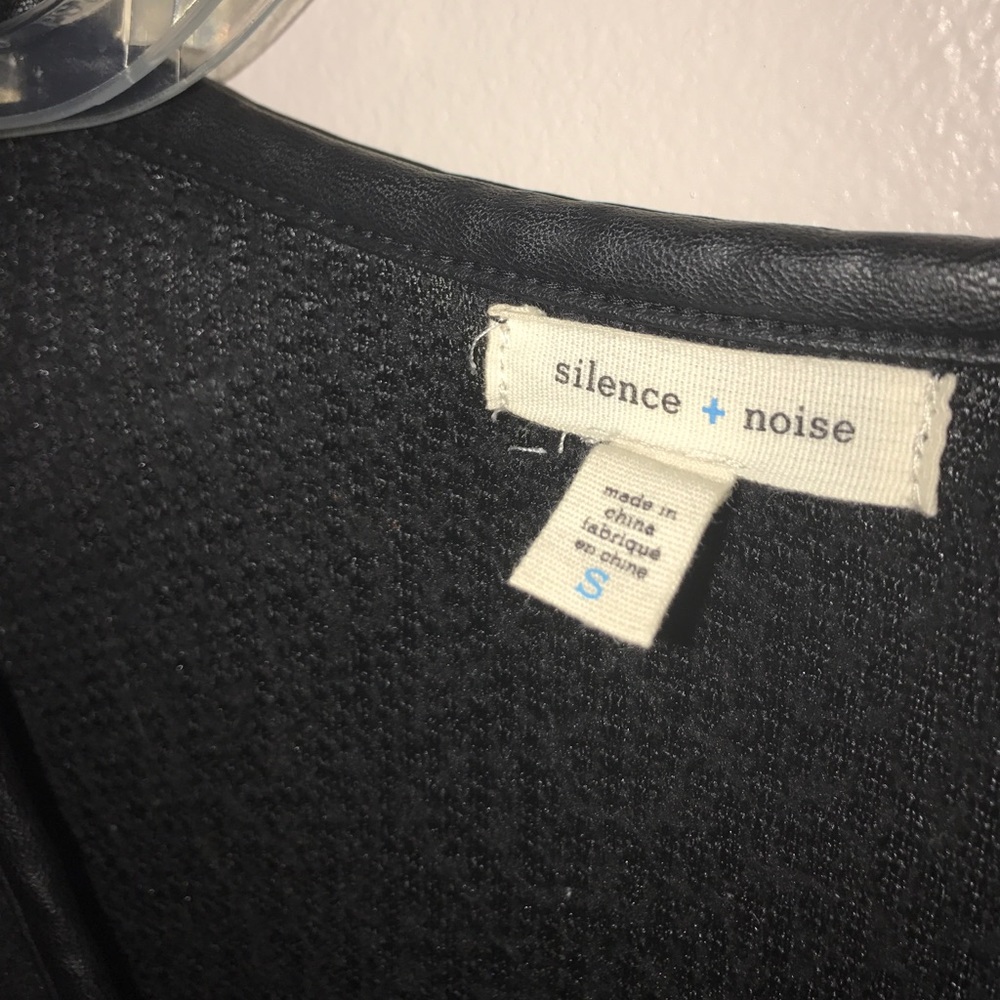 silence + noise
made in
china
fabriqué
en chine
S